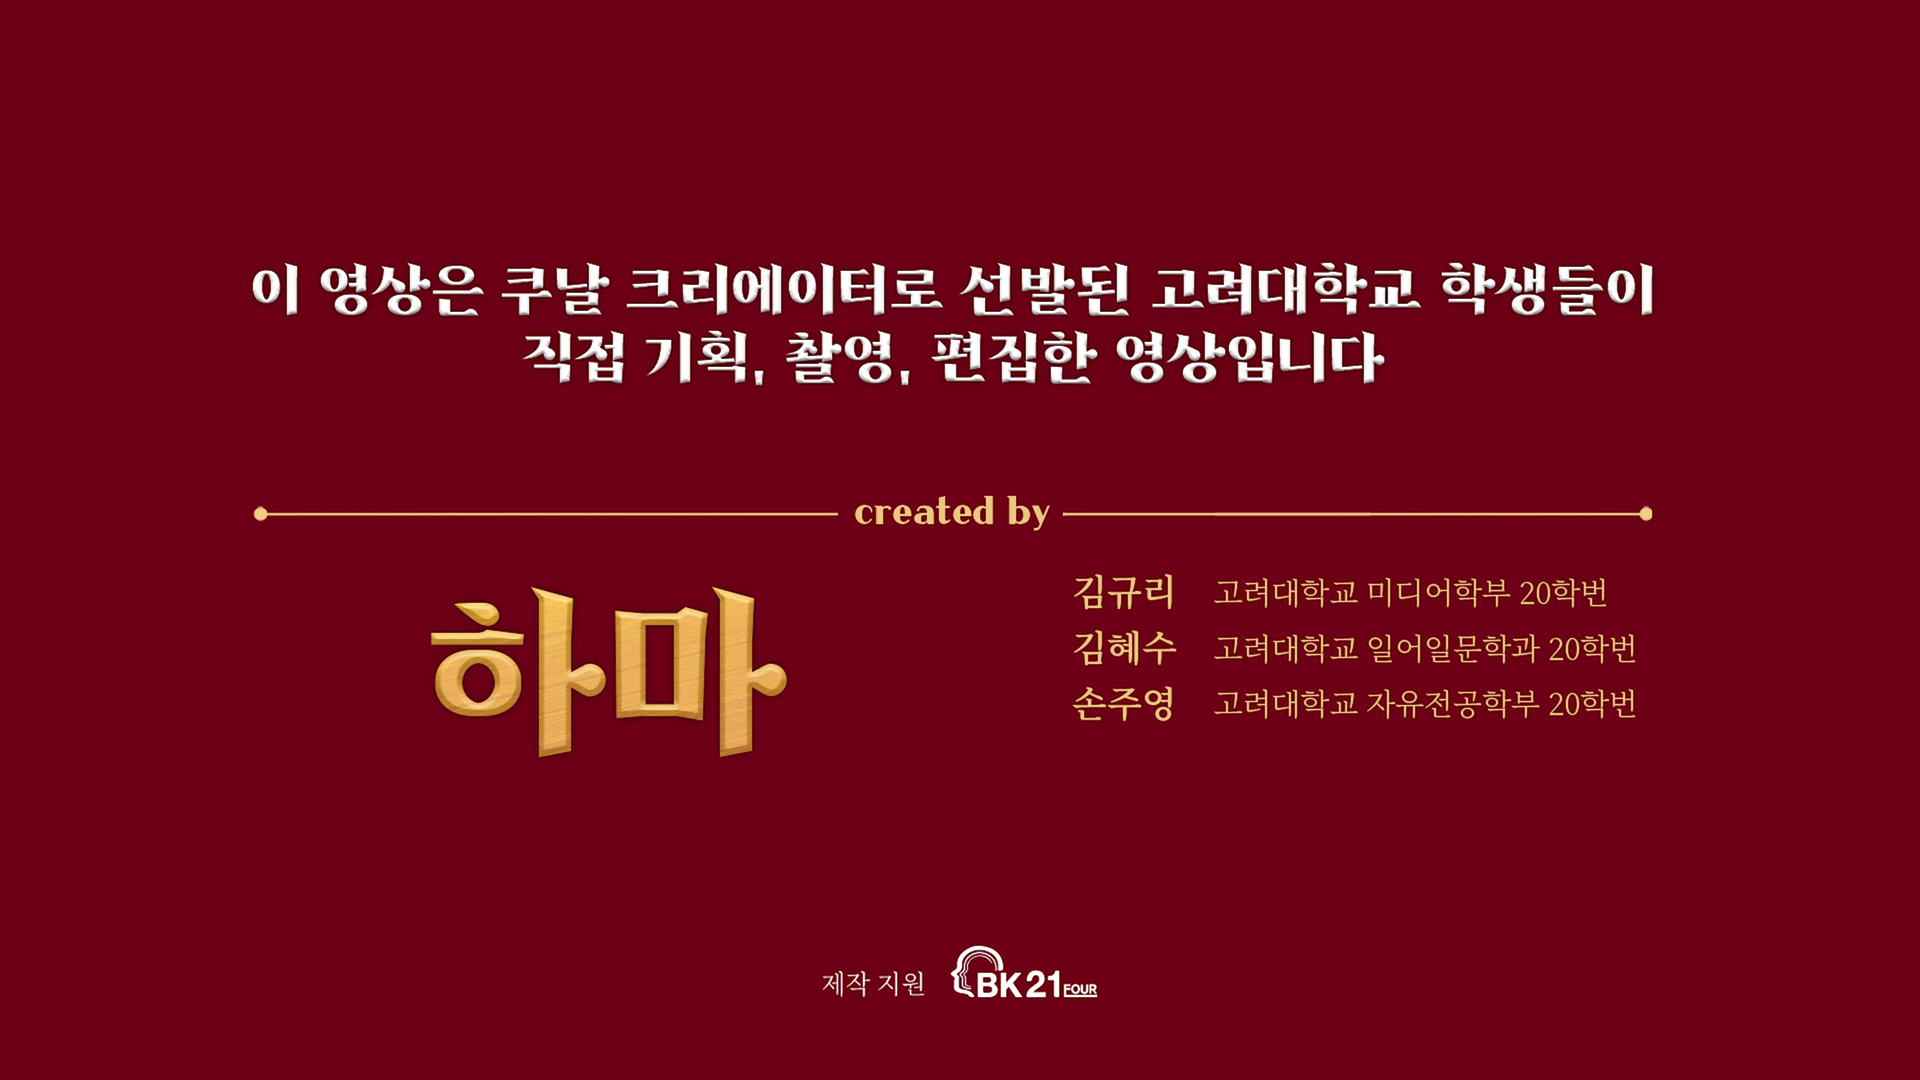 이 영상은 쿠날 크리에이터로 선발된 고려대학교 학생들이
직접 기획, 촬영, 편집한 영상입니다
created by
하마
김규리 고려대학교 미디어학부 20학번
김혜수 고려대학교 일어일문학과 20학번
손주영 고려대학교 자유전공학부 20학번
제작 지원 BK21 FOUR